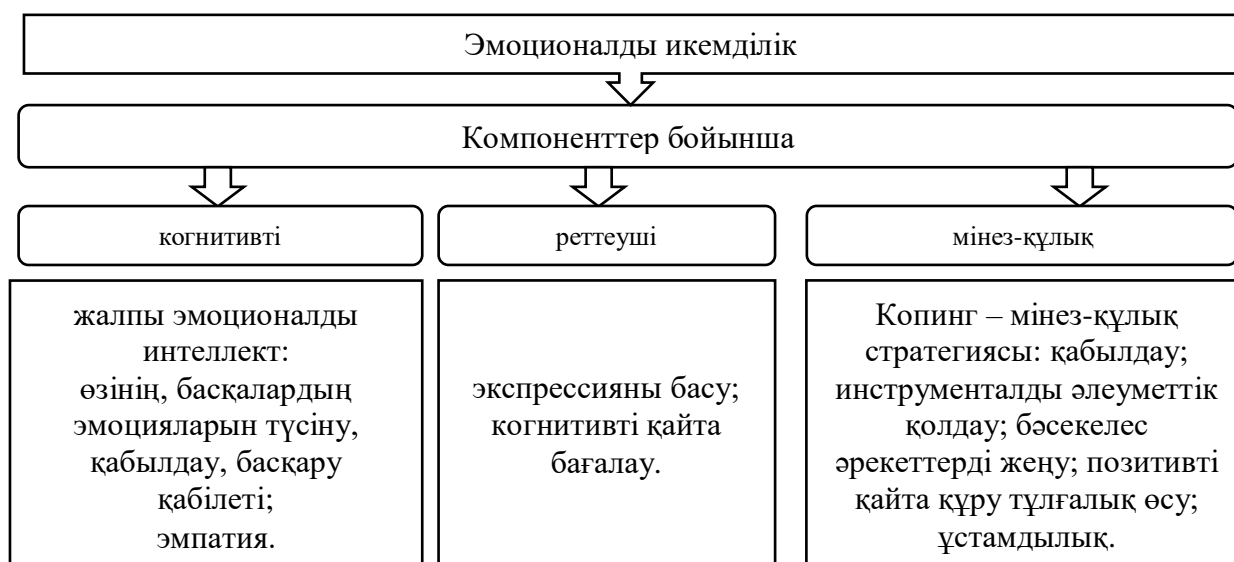 Эмоционалды икемділік
Компоненттер бойынша
когнитивті
реттеуші
мінез-құлық
жалпы эмоционалды
интеллект:
өзінің, басқалардың
эмоцияларын түсіну,
қабылдау, басқару
қабілеті;
эмпатия.
экспрессияны басу;
когнитивті қайта
бағалау.
Копинг – мінез-құлық
стратегиясы: қабылдау;
инструменталды әлеуметтік
қолдау; бәсекелес
әрекеттерді жеңу; позитивті
қайта құру тұлғалық өсу;
ұстамдылық.